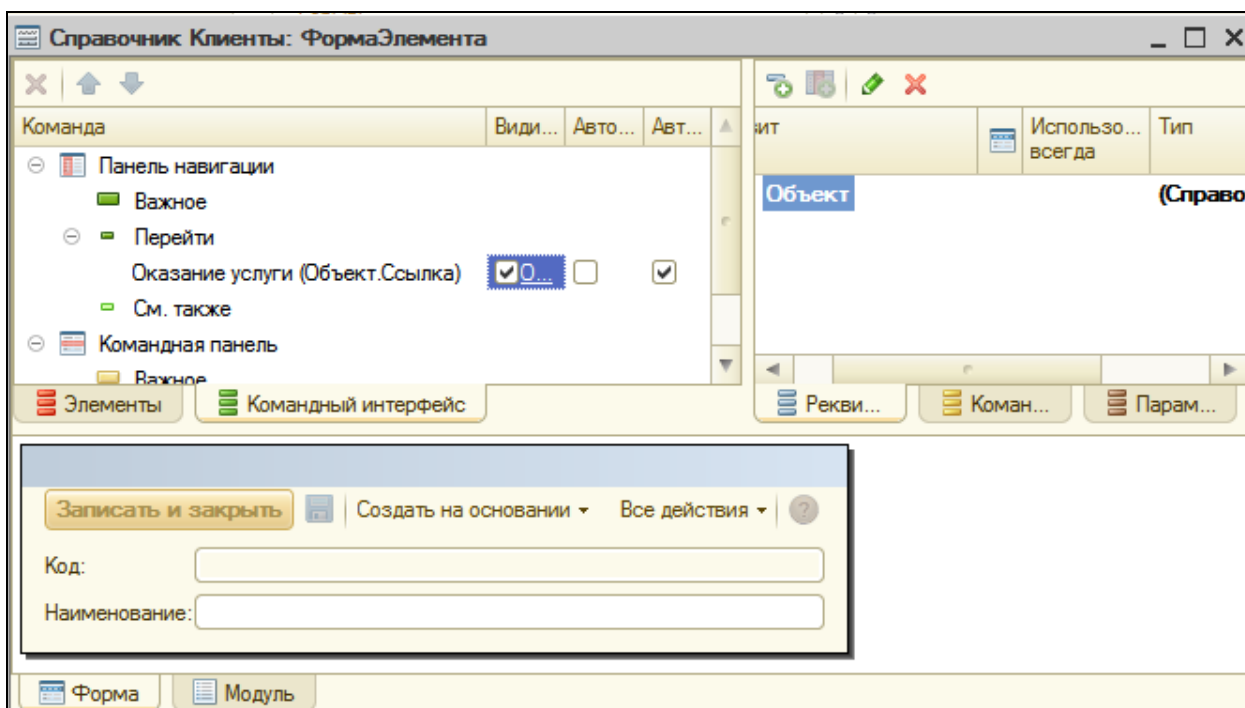 Справочник Клиенты: ФормаЭлемента
Команда Види... Авто... Авт...
Панель навигации
Важное
Перейти
Оказание услуги (Объект.Ссылка) О...
См. также
Командная панель
Важное
Элементы Командный интерфейс
зит Использо... всегда Тип
Объект (Справо
Рекви... Коман... Парам...
Записать и закрыть Создать на основании Все действия ?
Код:
Наименование:
Форма Модуль